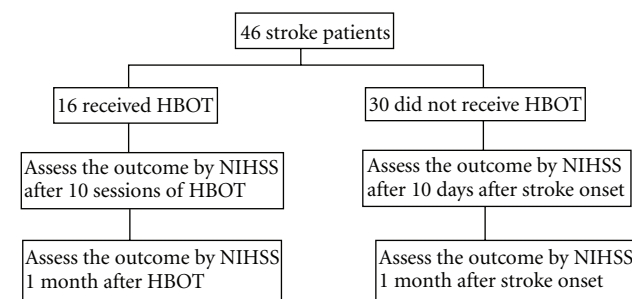 46 stroke patients
16 received HBOT
30 did not receive HBOT
Assess the outcome by NIHSS
after 10 sessions of HBOT
Assess the outcome by NIHSS
after 10 days after stroke onset
Assess the outcome by NIHSS
1 month after HBOT
Assess the outcome by NIHSS
1 month after stroke onset